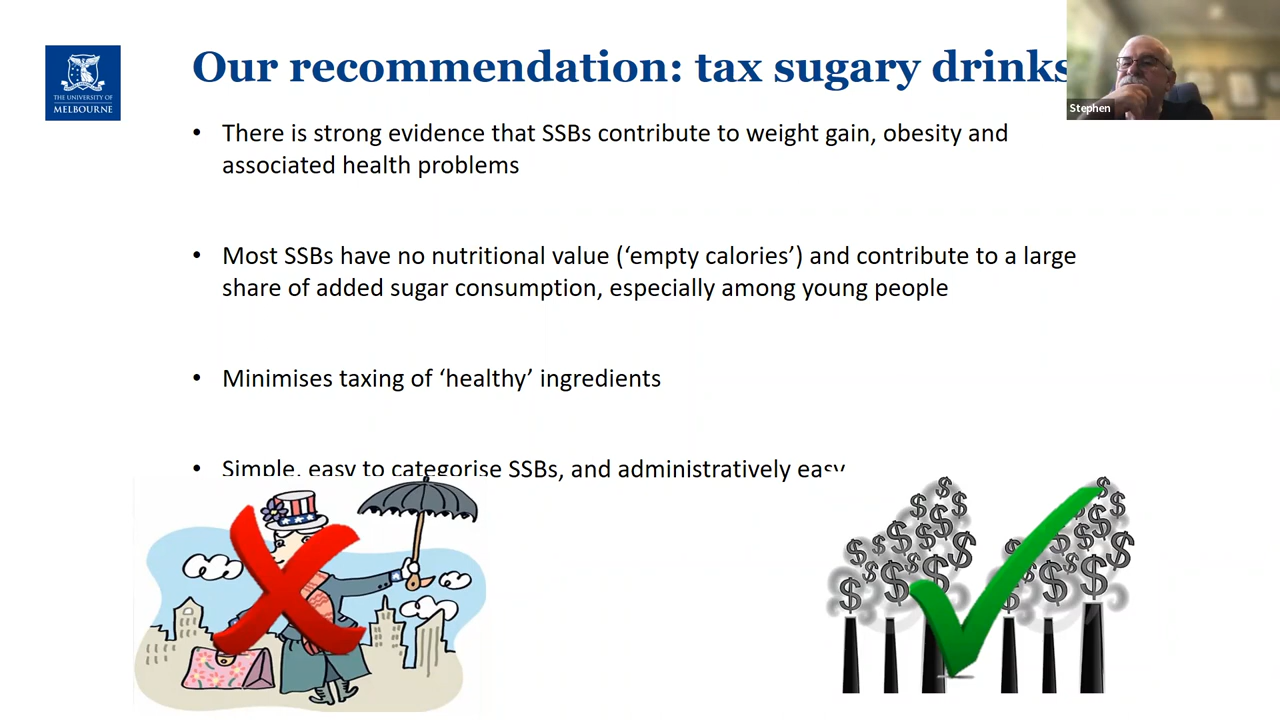 Our recommendation: tax sugary drinks
Stephen
THE UNIVERSITY OF
MELBOURNE
• There is strong evidence that SSBs contribute to weight gain, obesity and
associated health problems
• Most SSBs have no nutritional value (‘empty calories’) and contribute to a large
share of added sugar consumption, especially among young people
• Minimises taxing of ‘healthy’ ingredients
• Simple, easy to categorise SSBs, and administratively easy